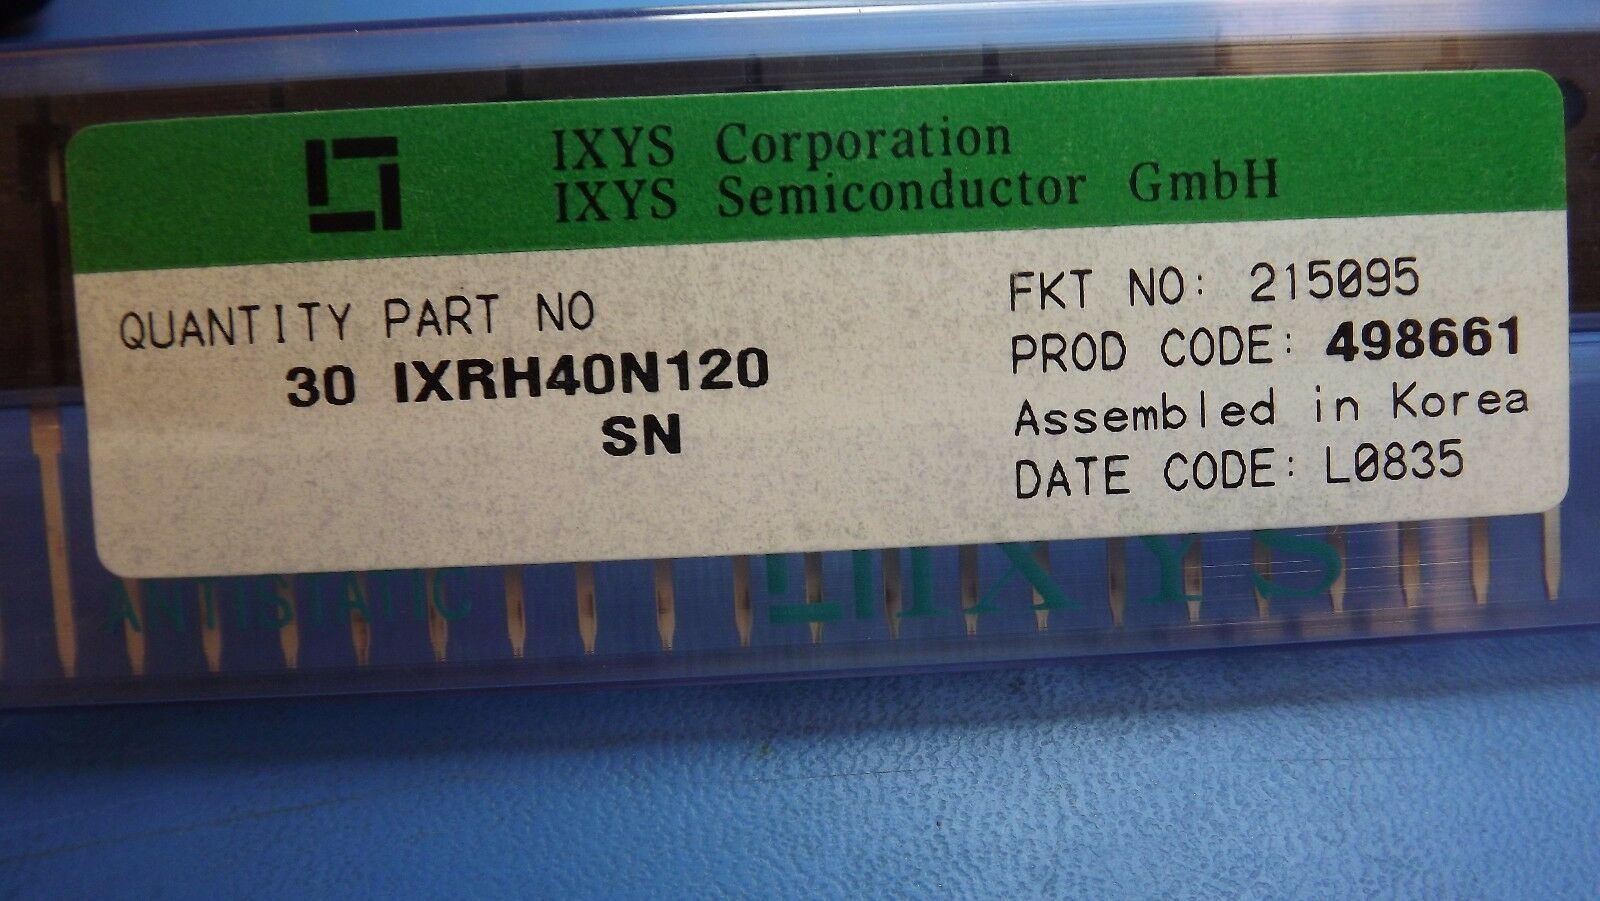 IXYS Corporation
IXYS Semiconductor GmbH
QUANTITY PART NO
30 IXRH40N120
SN
FKT NO: 215095
PROD CODE: 498661
Assembled in Korea
DATE CODE: L0835
ANTISTATIC
IXYS